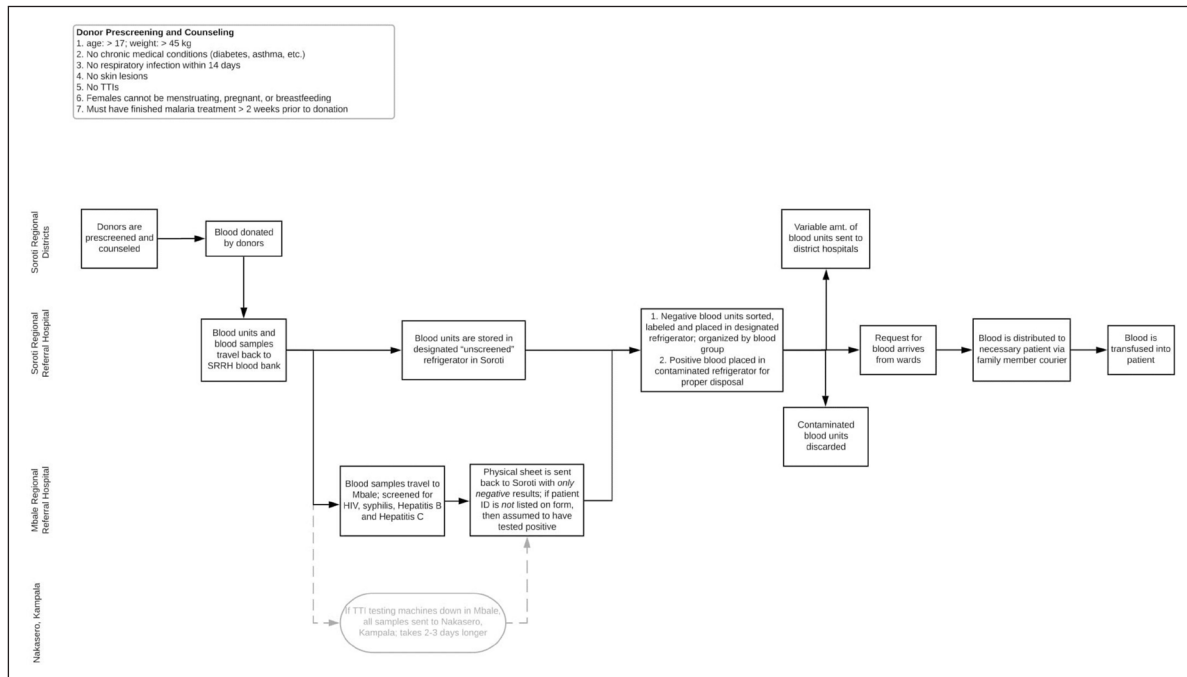 Donor Prescreening and Counseling
1. age: > 17; weight: > 45 kg
2. No chronic medical conditions (diabetes, asthma, etc.)
3. No respiratory infection within 14 days
4. No skin lesions
5. No TTIs
6. Females cannot be menstruating, pregnant, or breastfeeding
7. Must have finished malaria treatment > 2 weeks prior to donation
Soroti Regional
Districts
Donors are
prescreened and
counseled
Blood donated
by donors
Variable amt. of
blood units sent to
district hospitals
Soroti Regional
Referral Hospital
Blood units and
blood samples
travel back to
SRRH blood bank
Blood units are stored in
designated "unscreened"
refrigerator in Soroti
1. Negative blood units sorted,
labeled and placed in designated
refrigerator; organized by blood
group
2. Positive blood placed in
contaminated refrigerator for
proper disposal
Request for
blood arrives
from wards
Blood is distributed to
necessary patient via
family member courier
Blood is
transfused into
patient
Contaminated
blood units
discarded
Mbale Regional
Referral Hospital
Blood samples travel to
Mbale; screened for
HIV, syphilis, Hepatitis B
and Hepatitis C
Physical sheet is sent
back to Soroti with only
negative results; if patient
ID is not listed on form,
then assumed to have
tested positive
Nakasero, Kampala
If TTI testing machines down in Mbale,
all samples sent to Nakasero,
Kampala; takes 2-3 days longer